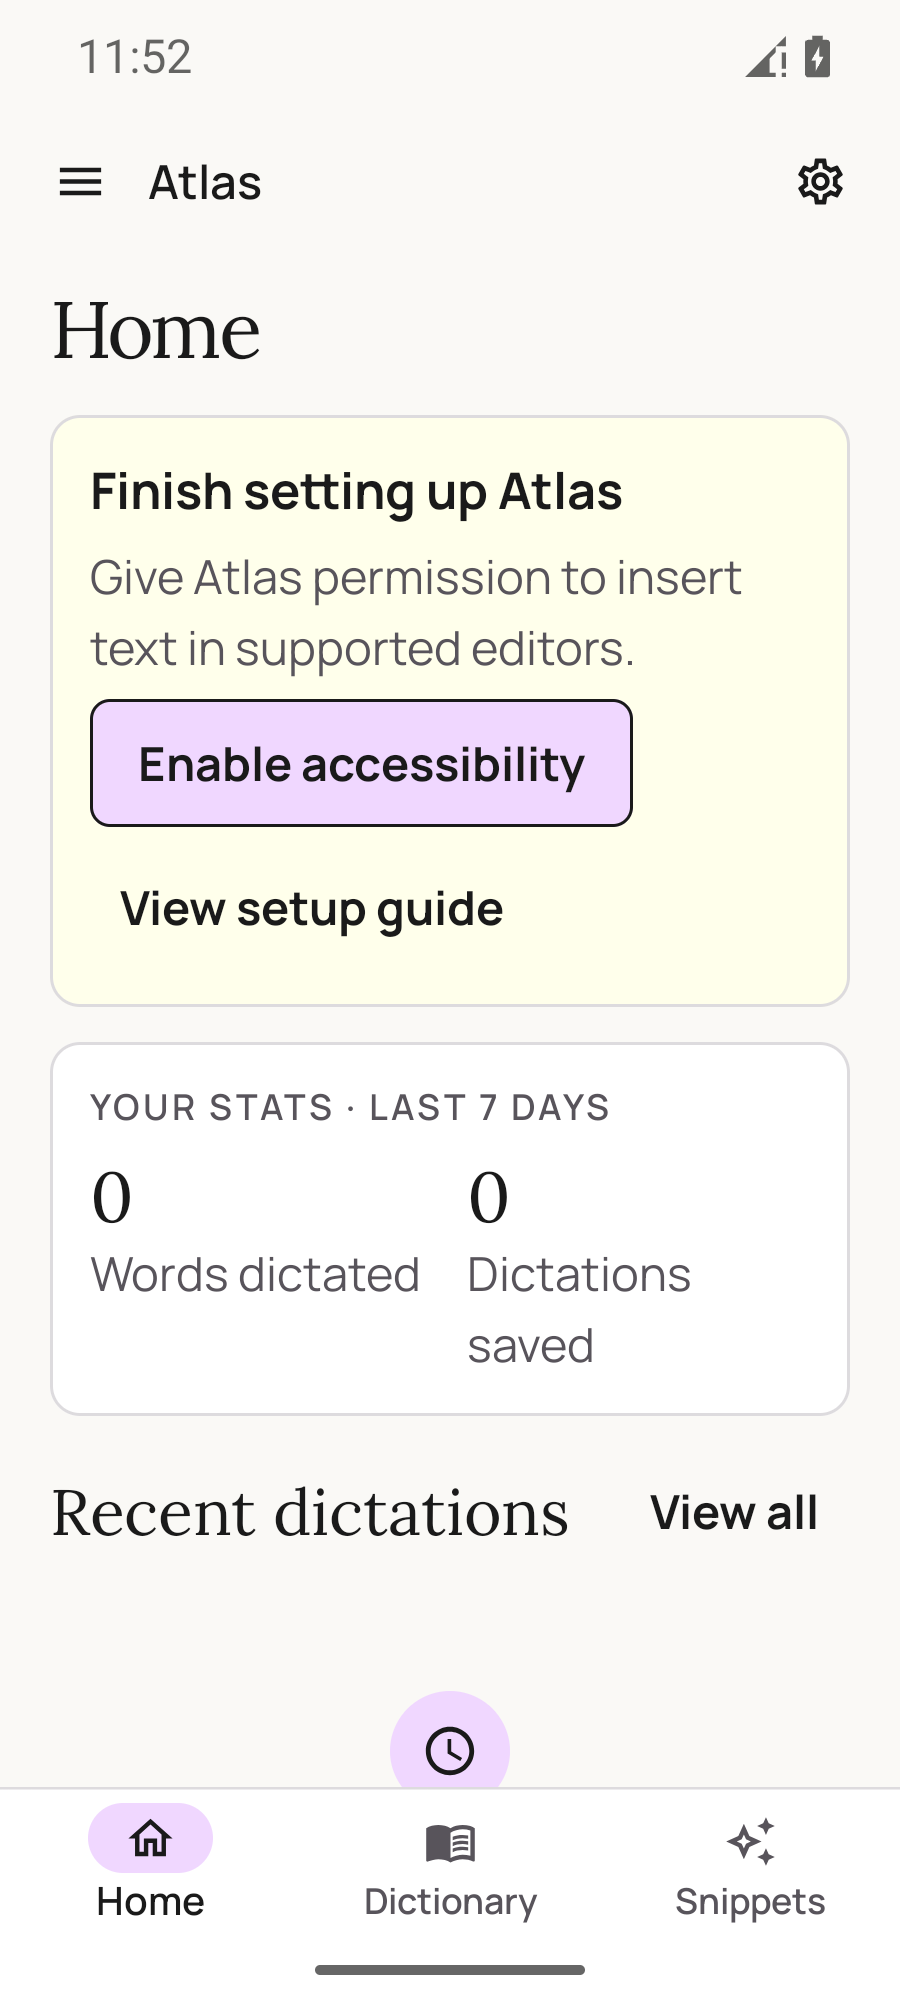 11:52
Atlas
Home
Finish setting up Atlas
Give Atlas permission to insert
text in supported editors.
Enable accessibility
View setup guide
YOUR STATS · LAST 7 DAYS
0 0
Words dictated Dictations
saved
Recent dictations View all
Home Dictionary Snippets